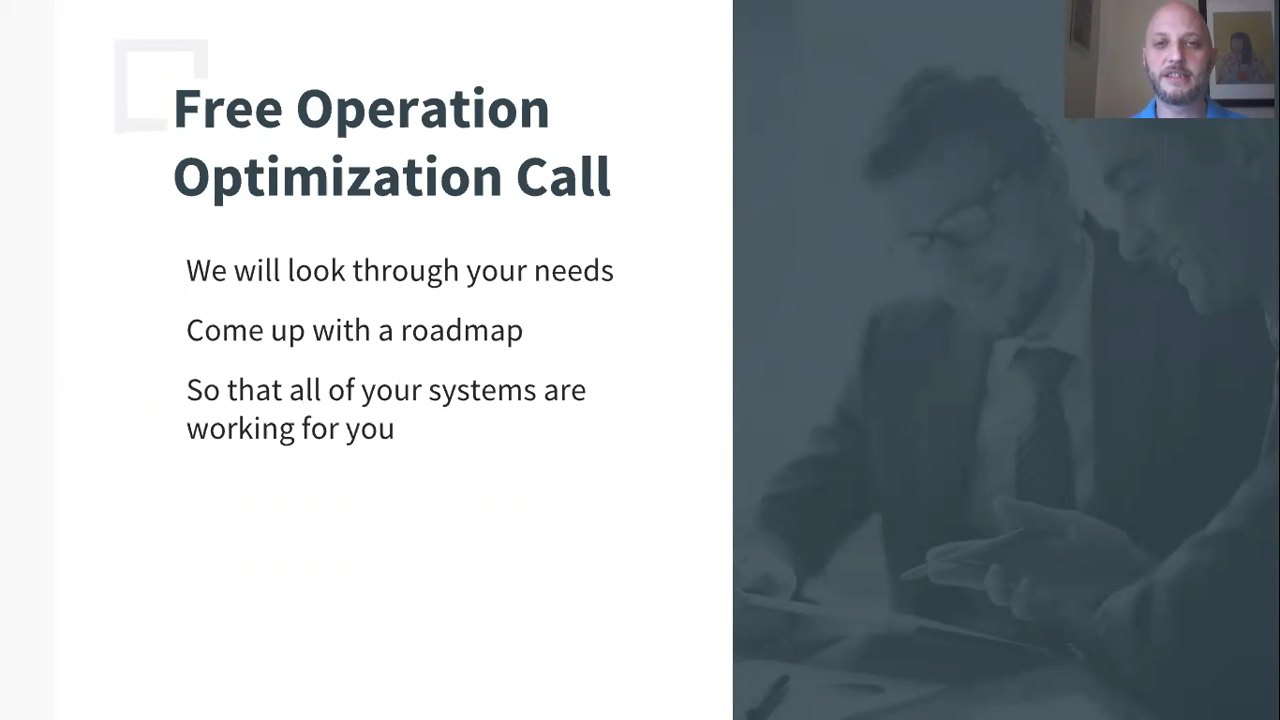 Free Operation
Optimization Call
We will look through your needs
Come up with a roadmap
So that all of your systems are
working for you